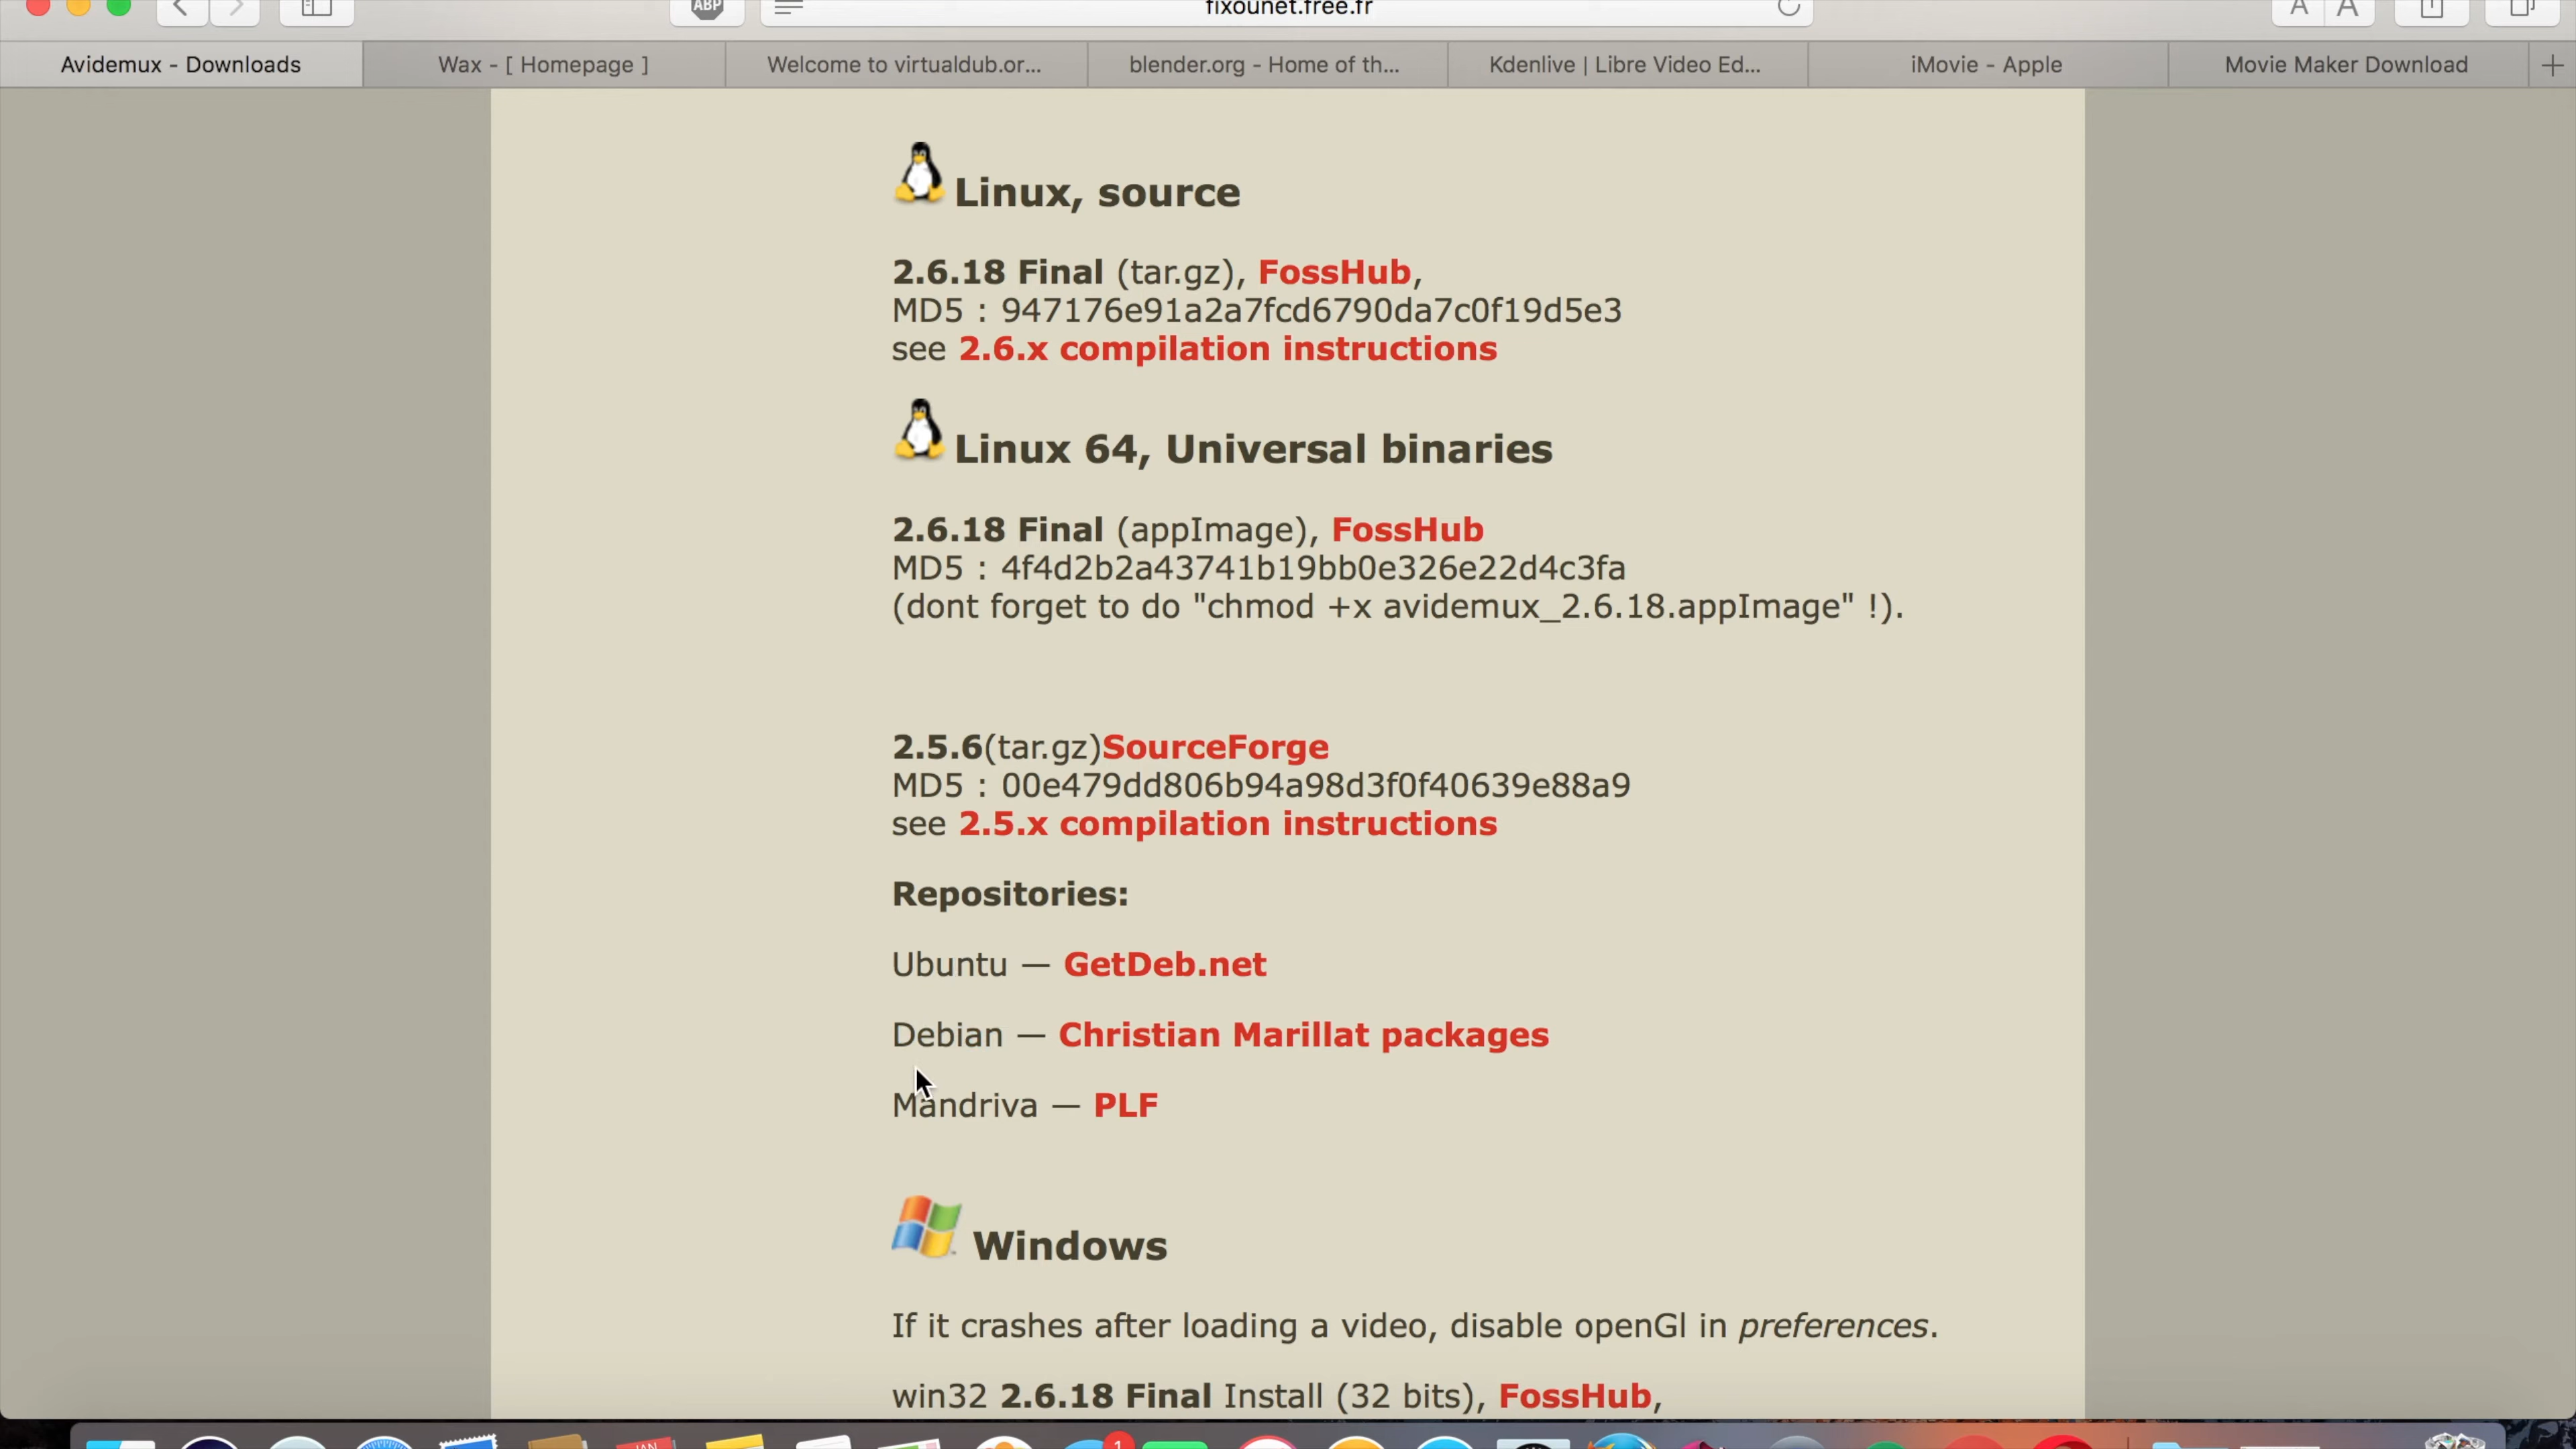 ABP
fixounet.free.fr
A A
Avidemux - Downloads
Wax - [ Homepage ]
Welcome to virtualdub.or...
blender.org - Home of th...
Kdenlive | Libre Video Ed...
iMovie - Apple
Movie Maker Download
Linux, source
2.6.18 Final (tar.gz), FossHub,
MD5 : 947176e91a2a7fcd6790da7c0f19d5e3
see 2.6.x compilation instructions
Linux 64, Universal binaries
2.6.18 Final (appImage), FossHub
MD5 : 4f4d2b2a43741b19bb0e326e22d4c3fa
(dont forget to do "chmod +x avidemux_2.6.18.appImage" !).
2.5.6(tar.gz)SourceForge
MD5 : 00e479dd806b94a98d3f0f40639e88a9
see 2.5.x compilation instructions
Repositories:
Ubuntu — GetDeb.net
Debian — Christian Marillat packages
Mandriva — PLF
Windows
If it crashes after loading a video, disable openGl in preferences.
win32 2.6.18 Final Install (32 bits), FossHub,
JAN
1